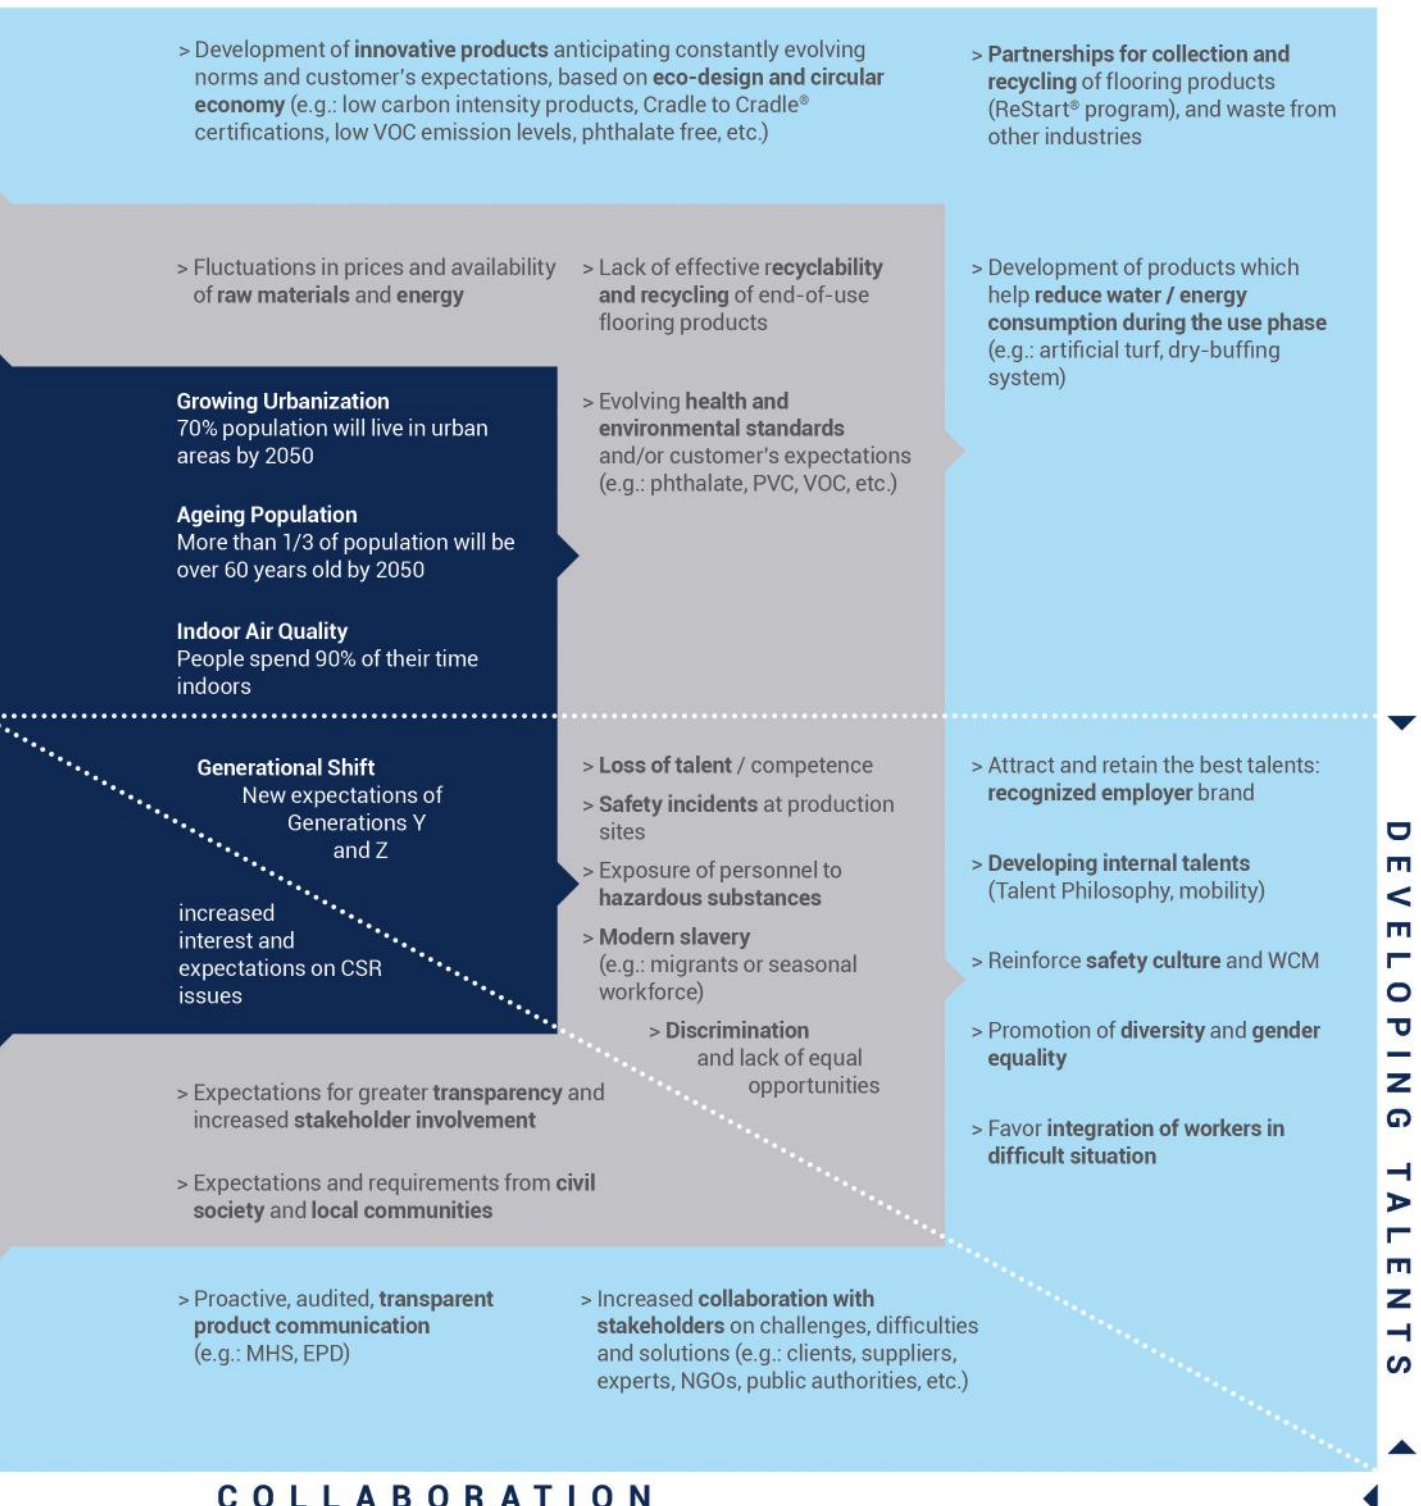 > Development of innovative products anticipating constantly evolving
norms and customer's expectations, based on eco-design and circular
economy (e.g.: low carbon intensity products, Cradle to Cradle®
certifications, low VOC emission levels, phthalate free, etc.)
> Partnerships for collection and
recycling of flooring products
(ReStart® program), and waste from
other industries
> Fluctuations in prices and availability
of raw materials and energy
> Lack of effective recyclability
and recycling of end-of-use
flooring products
> Development of products which
help reduce water / energy
consumption during the use phase
(e.g.: artificial turf, dry-buffing
system)
Growing Urbanization
70% population will live in urban
areas by 2050
> Evolving health and
environmental standards
and/or customer's expectations
(e.g.: phthalate, PVC, VOC, etc.)
Ageing Population
More than 1/3 of population will be
over 60 years old by 2050
Indoor Air Quality
People spend 90% of their time
indoors
Generational Shift
New expectations of
Generations Y
and Z
increased
interest and
expectations on CSR
issues
> Loss of talent / competence
> Safety incidents at production
sites
> Exposure of personnel to
hazardous substances
> Modern slavery
(e.g.: migrants or seasonal
workforce)
> Discrimination
and lack of equal
opportunities
> Attract and retain the best talents:
recognized employer brand
> Developing internal talents
(Talent Philosophy, mobility)
> Reinforce safety culture and WCM
> Promotion of diversity and gender
equality
> Favor integration of workers in
difficult situation
> Expectations for greater transparency and
increased stakeholder involvement
> Expectations and requirements from civil
society and local communities
> Proactive, audited, transparent
product communication
(e.g.: MHS, EPD)
> Increased collaboration with
stakeholders on challenges, difficulties
and solutions (e.g.: clients, suppliers,
experts, NGOs, public authorities, etc.)
DEVELOPING TALENTS
COLLABORATION